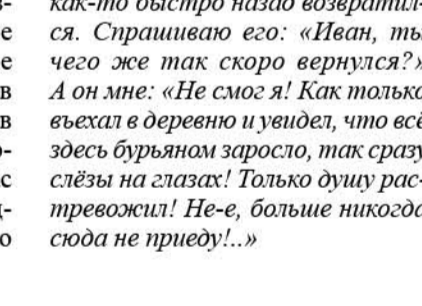 как-то быстро назад возвратил-
е ся. Спрашиваю его: «Иван, ты
е чего же так скоро вернулся?»
в А он мне: «Не смог я! Как только
в въехал в деревню и увидел, что всё
- здесь бурьяном заросло, так сразу
с слёзы на глазах! Только душу рас-
- тревожил! Не-е, больше никогда
о сюда не приеду!..»